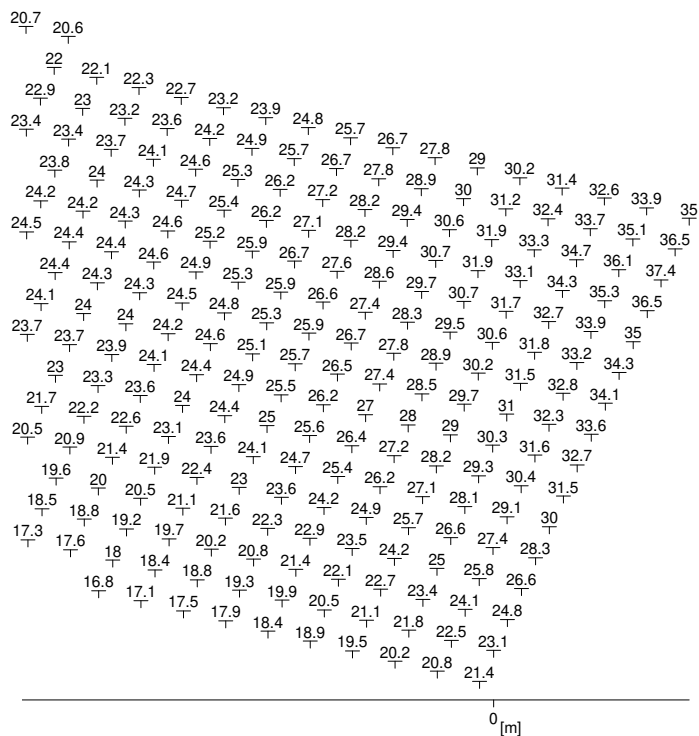 20.7 20.6
22 22.1 22.3 22.7 23.2 23.9 24.8 25.7 26.7 27.8 29 30.2 31.4 32.6 33.9 35
22.9 23 23.2 23.6 24.2 24.9 25.7 26.7 27.8 28.9 30 31.2 32.4 33.7 35.1 36.5
23.4 23.4 23.7 24.1 24.6 25.3 26.2 27.2 28.2 29.4 30.6 31.9 33.3 34.7 36.1 37.4
23.8 24 24.3 24.7 25.4 26.2 27.1 28.2 29.4 30.7 31.9 33.1 34.3 35.3 36.5
24.2 24.2 24.3 24.6 25.2 25.9 26.7 27.6 28.6 29.7 30.7 31.7 32.7 33.9 35
24.5 24.4 24.4 24.6 24.9 25.3 25.9 26.6 27.4 28.3 29.5 30.6 31.8 33.2 34.3
24.4 24.3 24.3 24.5 24.8 25.3 25.9 26.7 27.8 28.9 30.2 31.5 32.8 34.1
24.1 24 24 24.2 24.6 25.1 25.7 26.5 27.4 28.5 29.7 31 32.3 33.6
23.7 23.7 23.9 24.1 24.4 24.9 25.5 26.2 27 28 29 30.3 31.6 32.7
23 23.3 23.6 24 24.4 25 25.6 26.4 27.2 28.2 29.3 30.4 31.5
21.7 22.2 22.6 23.1 23.6 24.1 24.7 25.4 26.2 27.1 28.1 29.1 30
20.5 20.9 21.4 21.9 22.4 23 23.6 24.2 24.9 25.7 26.6 27.4 28.3
19.6 20 20.5 21.1 21.6 22.3 22.9 23.5 24.2 25 25.8 26.6
18.5 18.8 19.2 19.7 20.2 20.8 21.4 22.1 22.7 23.4 24.1 24.8
17.3 17.6 18 18.4 18.8 19.3 19.9 20.5 21.1 21.8 22.5 23.1
16.8 17.1 17.5 17.9 18.4 18.9 19.5 20.2 20.8 21.4
0 [m]